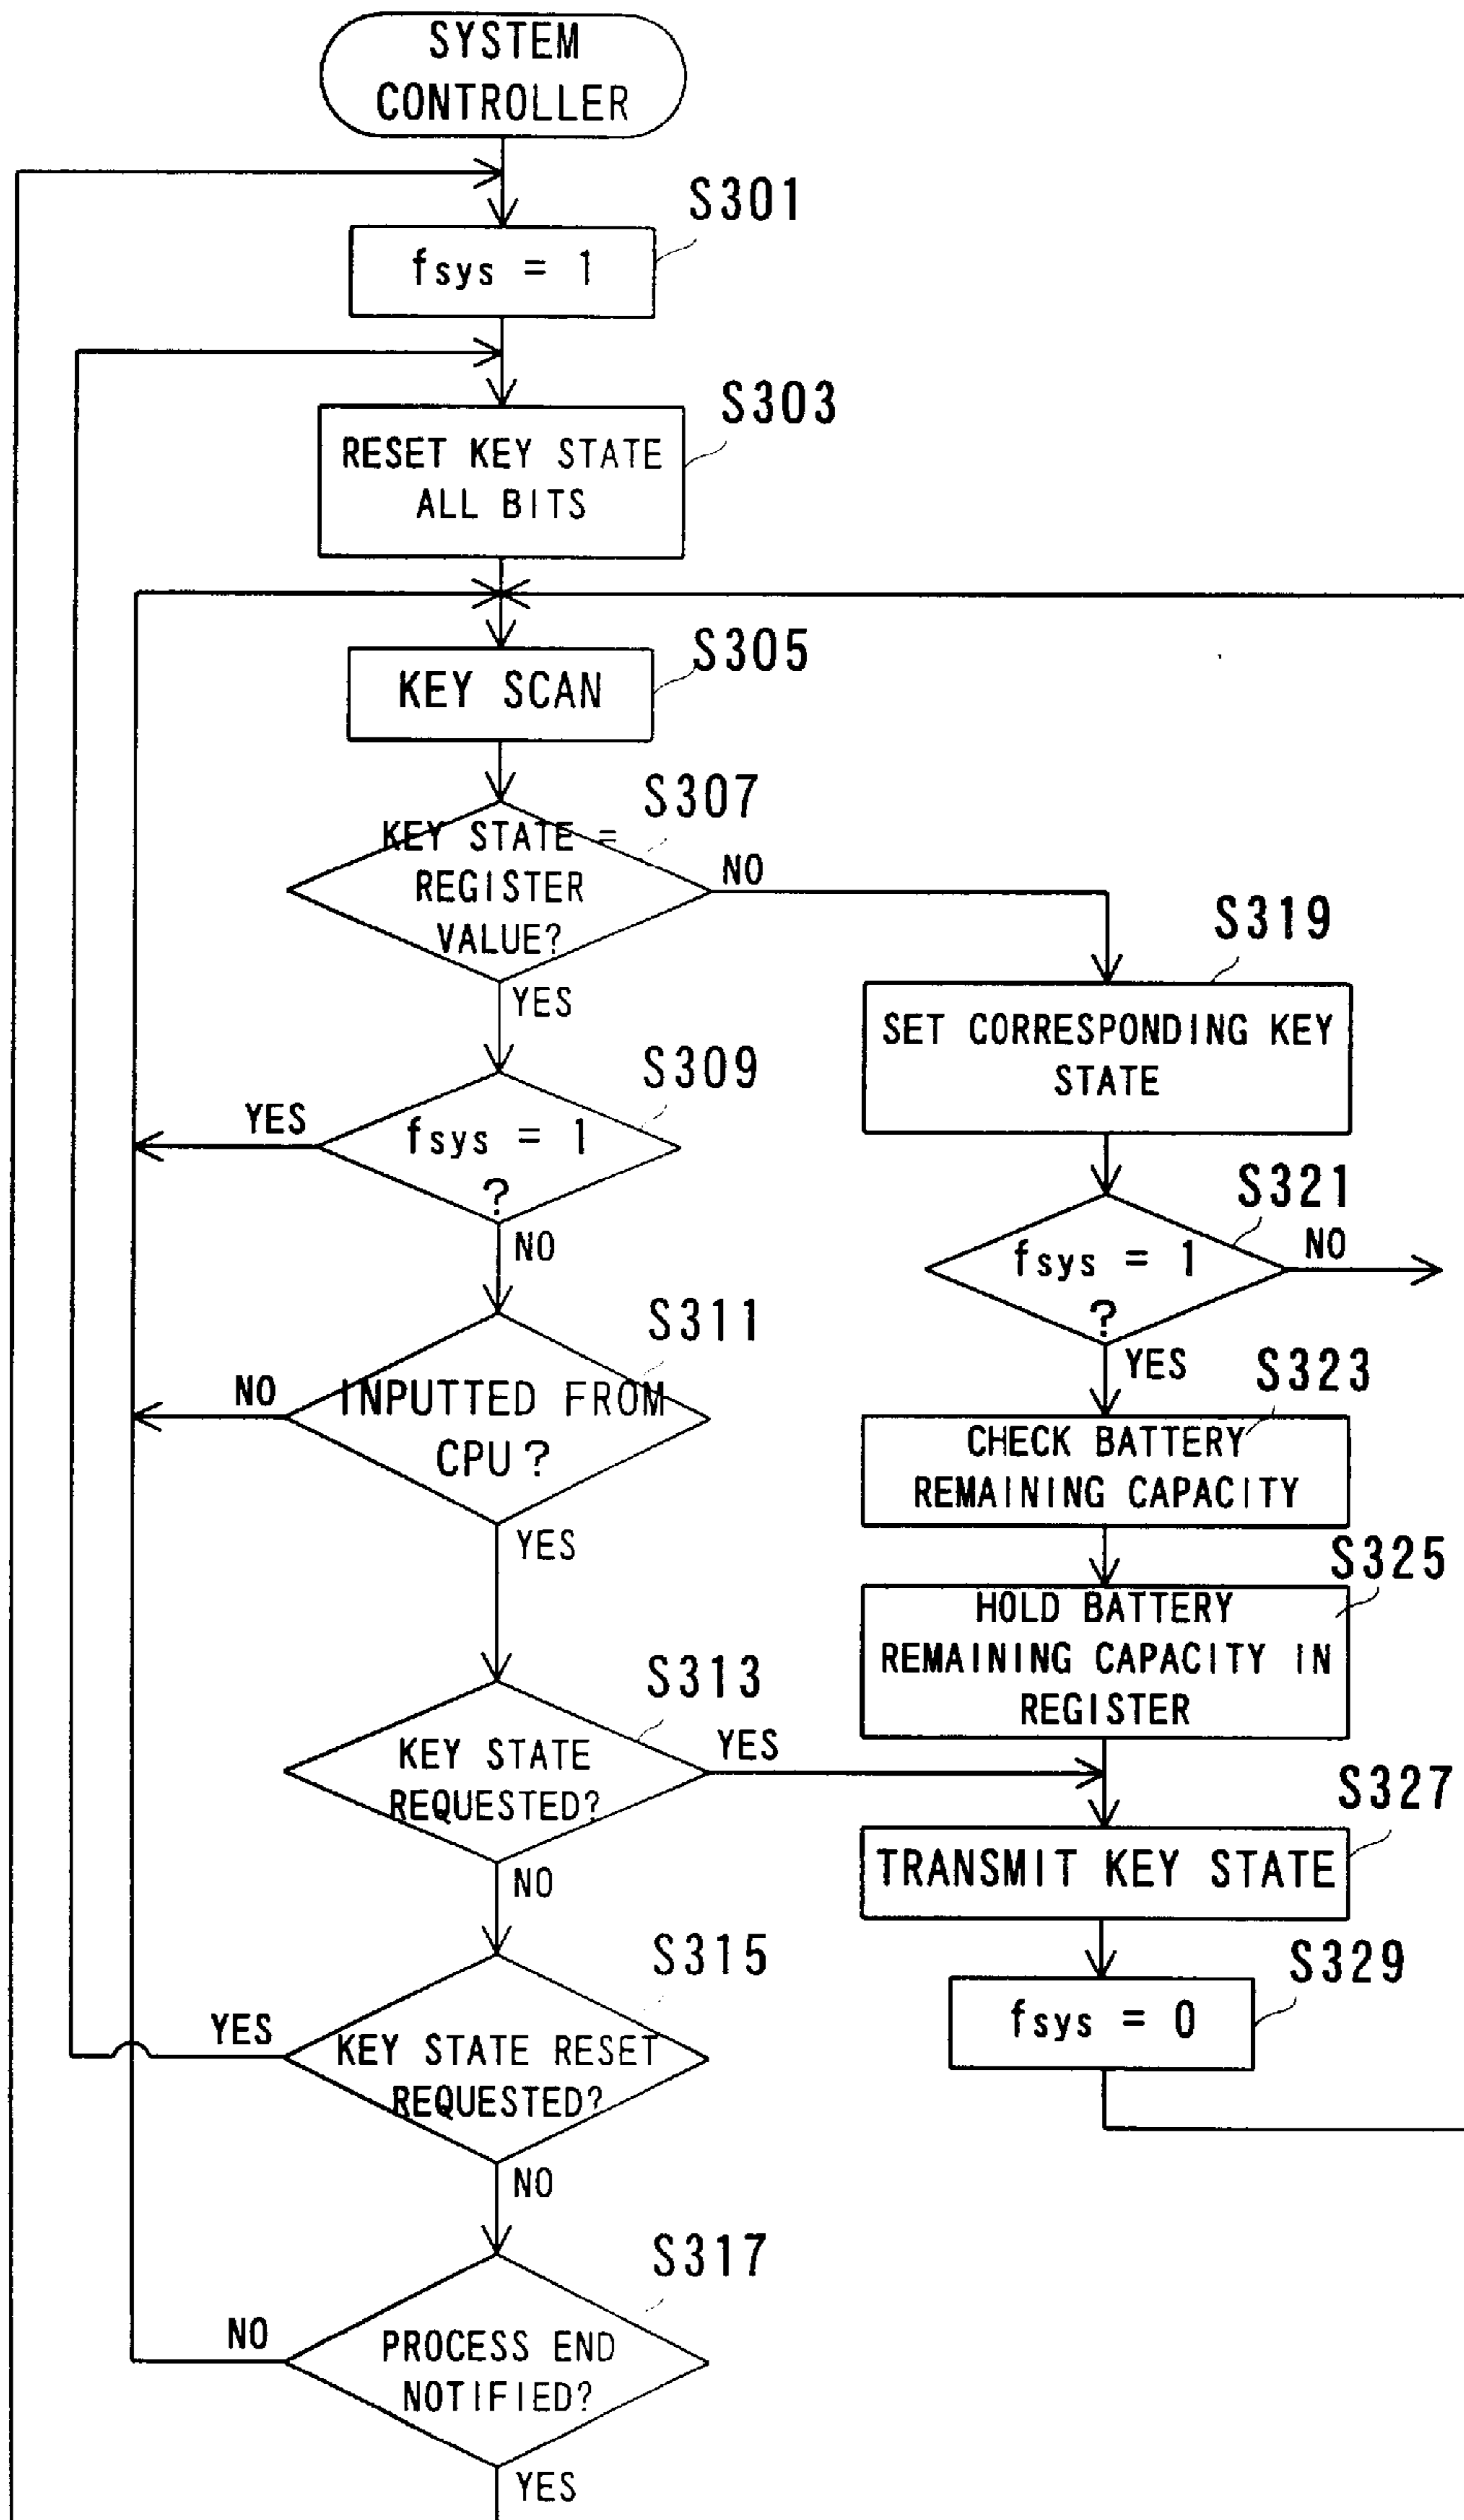 SYSTEM
CONTROLLER
S301
fsys = 1
S303
RESET KEY STATE
ALL BITS
S305
KEY SCAN
S307
KEY STATE =
REGISTER
VALUE?
NO
YES
S319
SET CORRESPONDING KEY
STATE
S309
YES
fsys = 1
?
NO
S321
fsys = 1
?
NO
YES
S311
NO
INPUTTED FROM
CPU?
YES
S323
CHECK BATTERY
REMAINING CAPACITY
S325
HOLD BATTERY
REMAINING CAPACITY IN
REGISTER
S313
KEY STATE
REQUESTED?
YES
NO
S327
TRANSMIT KEY STATE
S315
YES
KEY STATE RESET
REQUESTED?
NO
S329
fsys = 0
S317
NO
PROCESS END
NOTIFIED?
YES